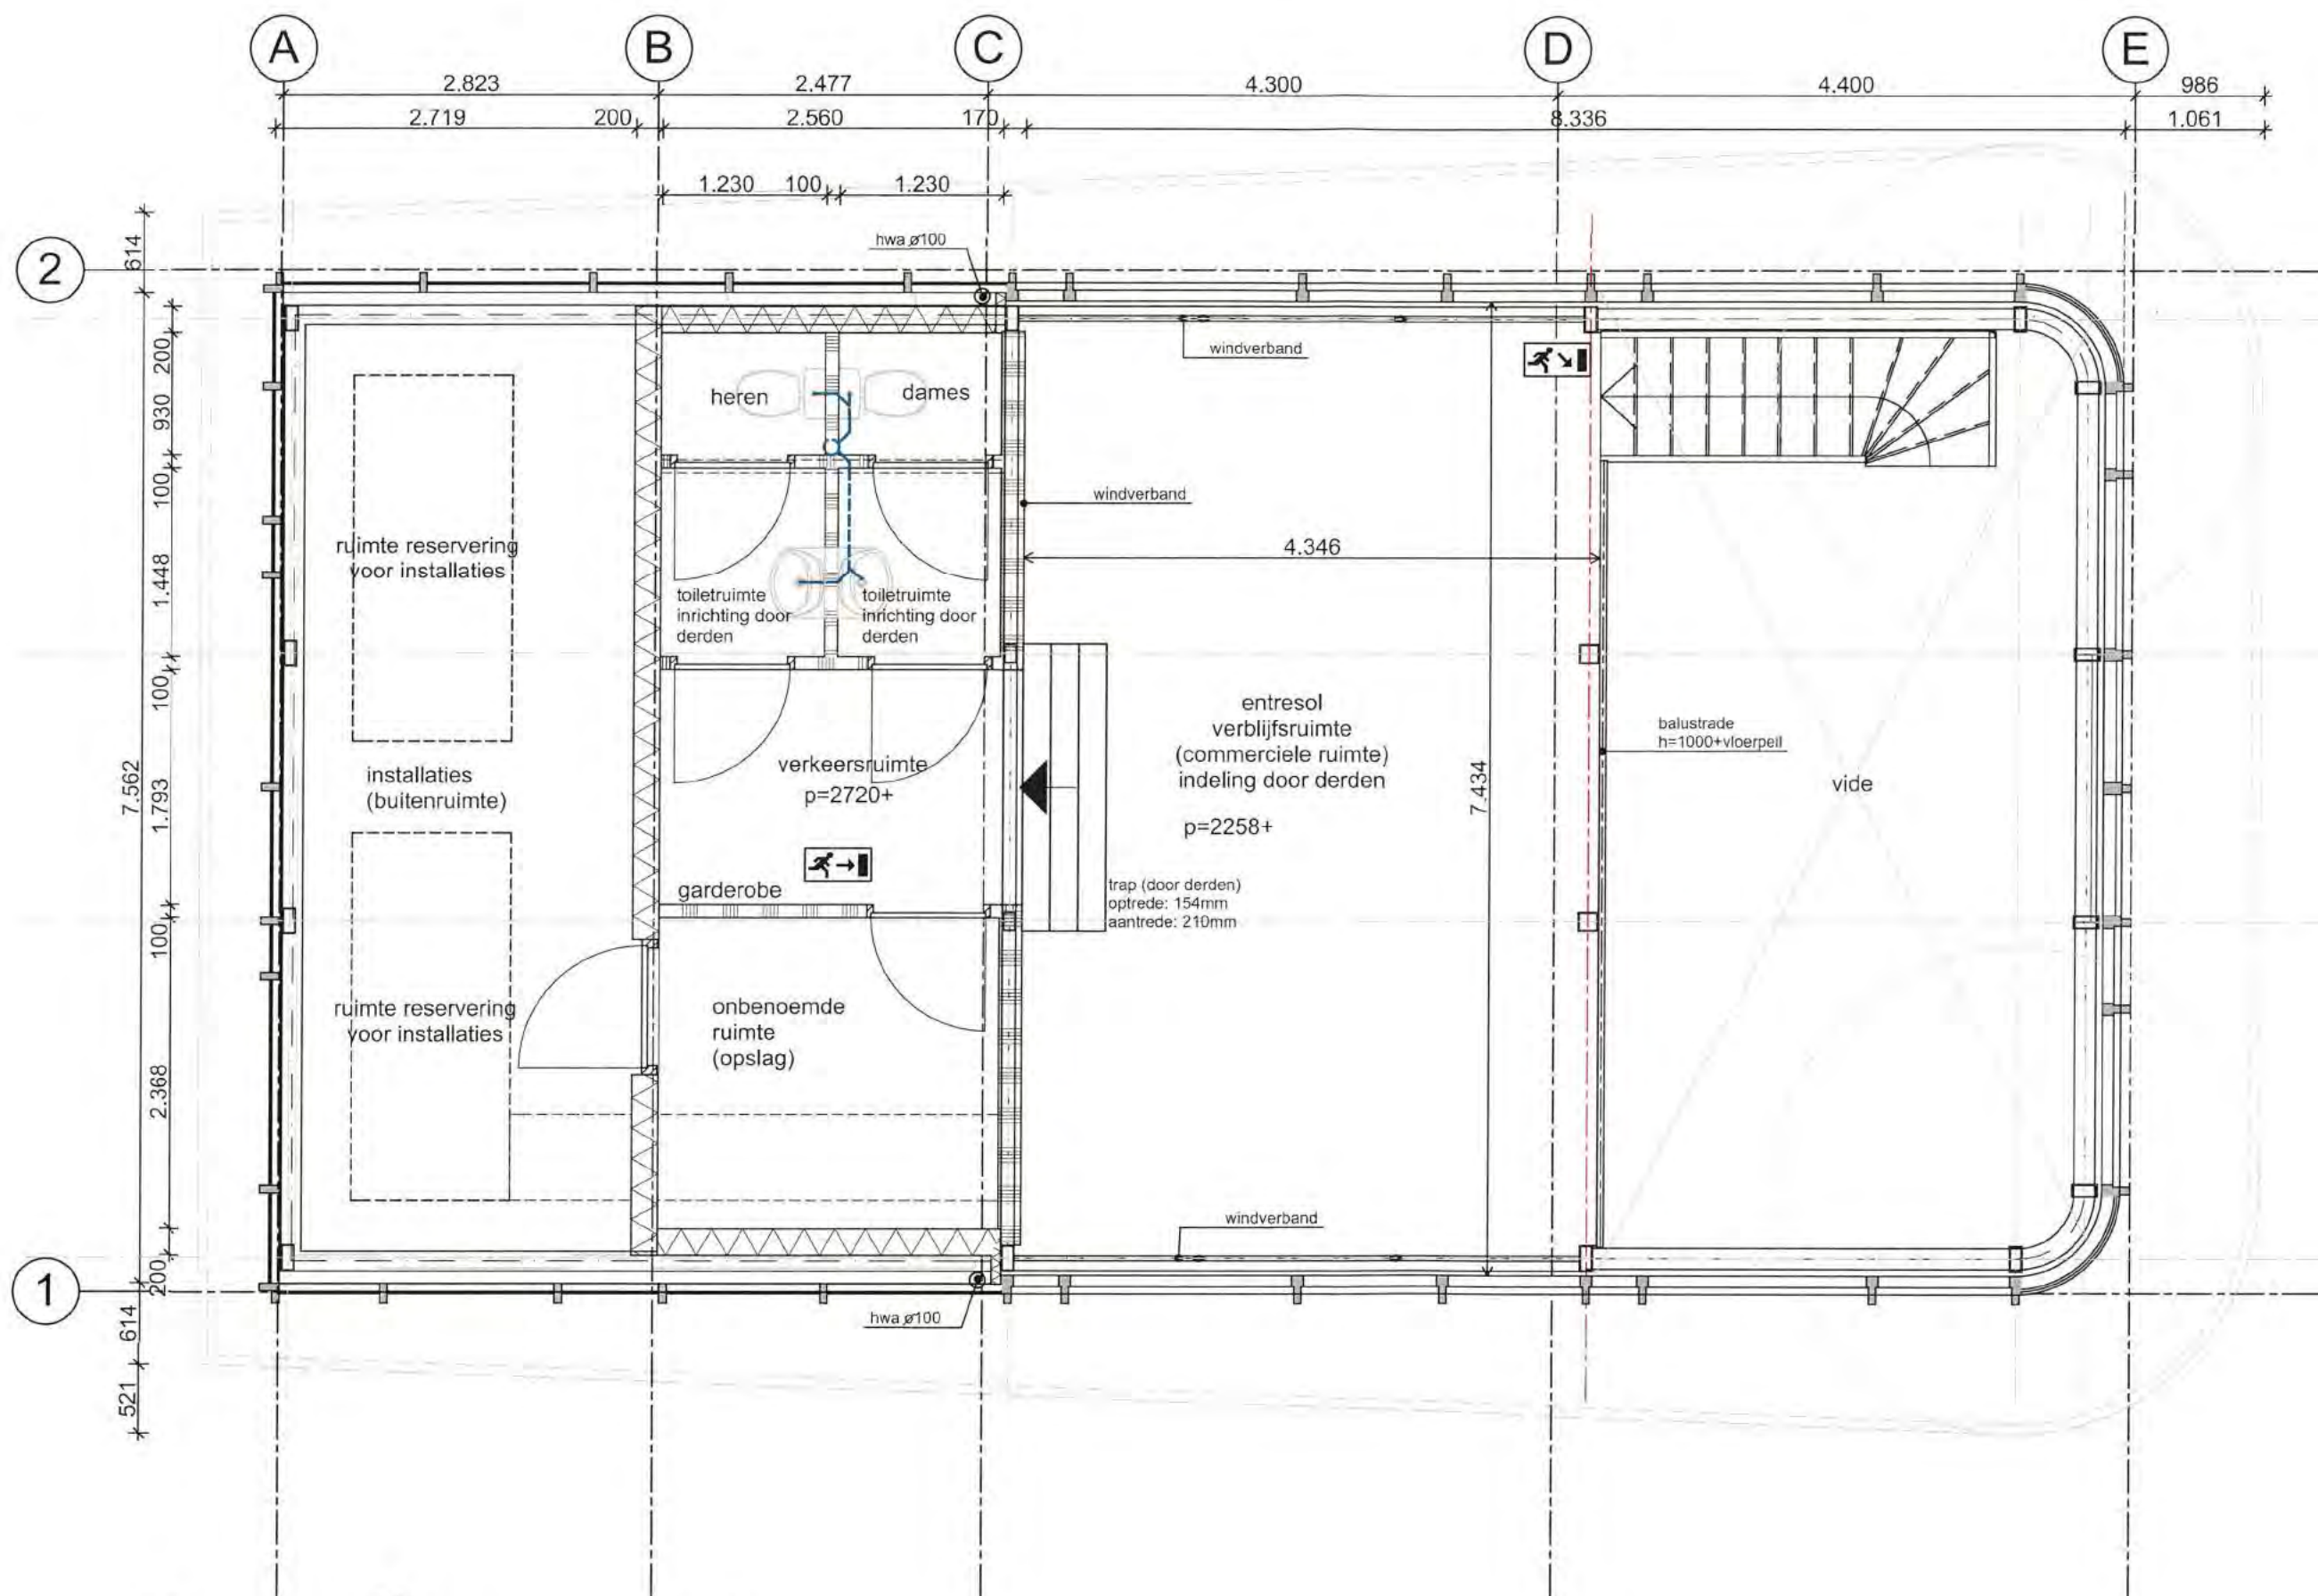 A B C D E
2.823 2.477 4.300 4.400 986
2.719 200 2.560 170 8.336 1.061
1.230 100 1.230
614
2
hwa ø100
windverband
200
heren
dames
930
windverband
100
4.346
ruimte reservering
voor installaties
1.448
toiletruimte
inrichting door
derden
toiletruimte
inrichting door
derden
100
entresol
verblijfsruimte
(commerciele ruimte)
indeling door derden
p=2258+
balustrade
h=1000+vloerpeil
verkeersruimte
p=2720+
installaties
(buitenruimte)
7.562
1.793
7.434
vide
garderobe
trap (door derden)
optrede: 154mm
aantrede: 210mm
100
ruimte reservering
voor installaties
onbenoemde
ruimte
(opslag)
2.368
windverband
200
1
614
hwa ø100
521